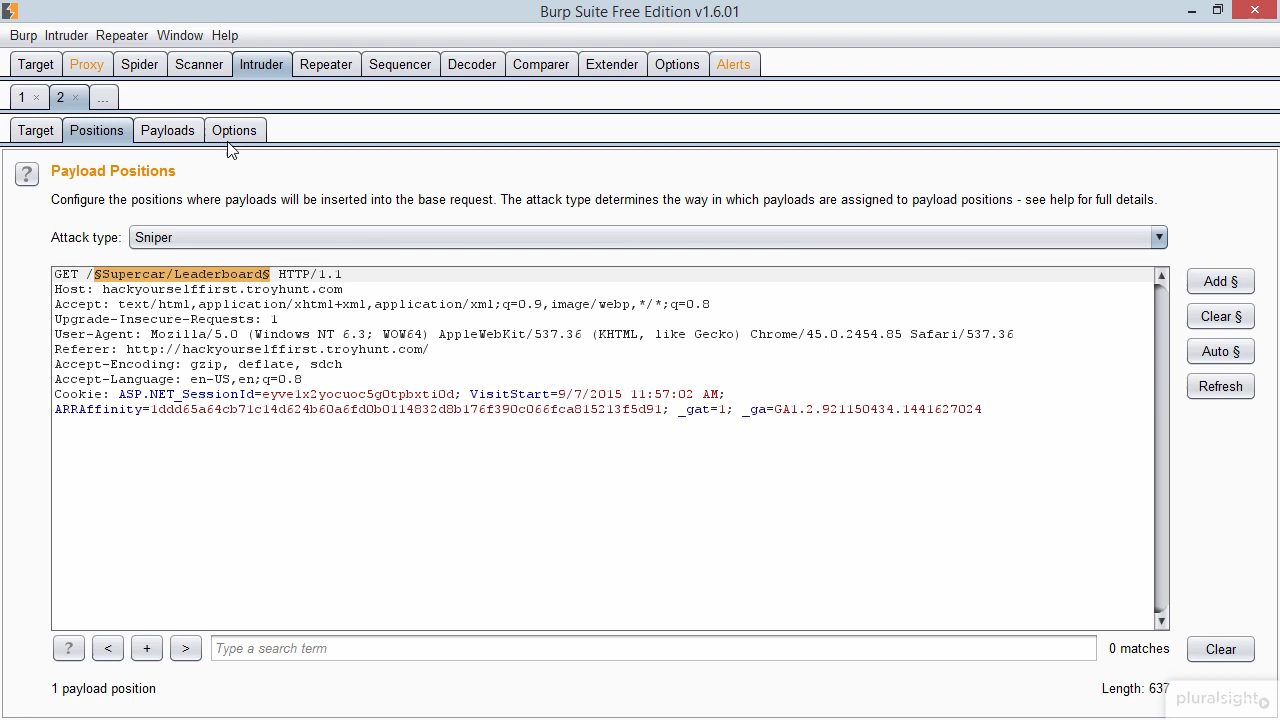 Burp Suite Free Edition v1.6.01
Burp Intruder Repeater Window Help
Target Proxy Spider Scanner Intruder Repeater Sequencer Decoder Comparer Extender Options Alerts
1 × 2 × ...
Target Positions Payloads Options
? Payload Positions
Configure the positions where payloads will be inserted into the base request. The attack type determines the way in which payloads are assigned to payload positions - see help for full details.
Attack type: Sniper
GET /§Supercar/Leaderboard§ HTTP/1.1
Host: hackyourselffirst.troyhunt.com
Accept: text/html,application/xhtml+xml,application/xml;q=0.9,image/webp,*/*;q=0.8
Upgrade-Insecure-Requests: 1
User-Agent: Mozilla/5.0 (Windows NT 6.3; WOW64) AppleWebKit/537.36 (KHTML, like Gecko) Chrome/45.0.2454.85 Safari/537.36
Referer: http://hackyourselffirst.troyhunt.com/
Accept-Encoding: gzip, deflate, sdch
Accept-Language: en-US,en;q=0.8
Cookie: ASP.NET_SessionId=eyve1x2yocuoc5g0tpbxti0d; VisitStart=9/7/2015 11:57:02 AM;
ARRAffinity=1ddd65a64cb71c14d624b60a6fd0b0114832d8b176f390c066fca815213f5d91; _gat=1; _ga=GA1.2.921150434.1441627024
Add §
Clear §
Auto §
Refresh
? < + > Type a search term 0 matches Clear
1 payload position Length: 637
pluralsight